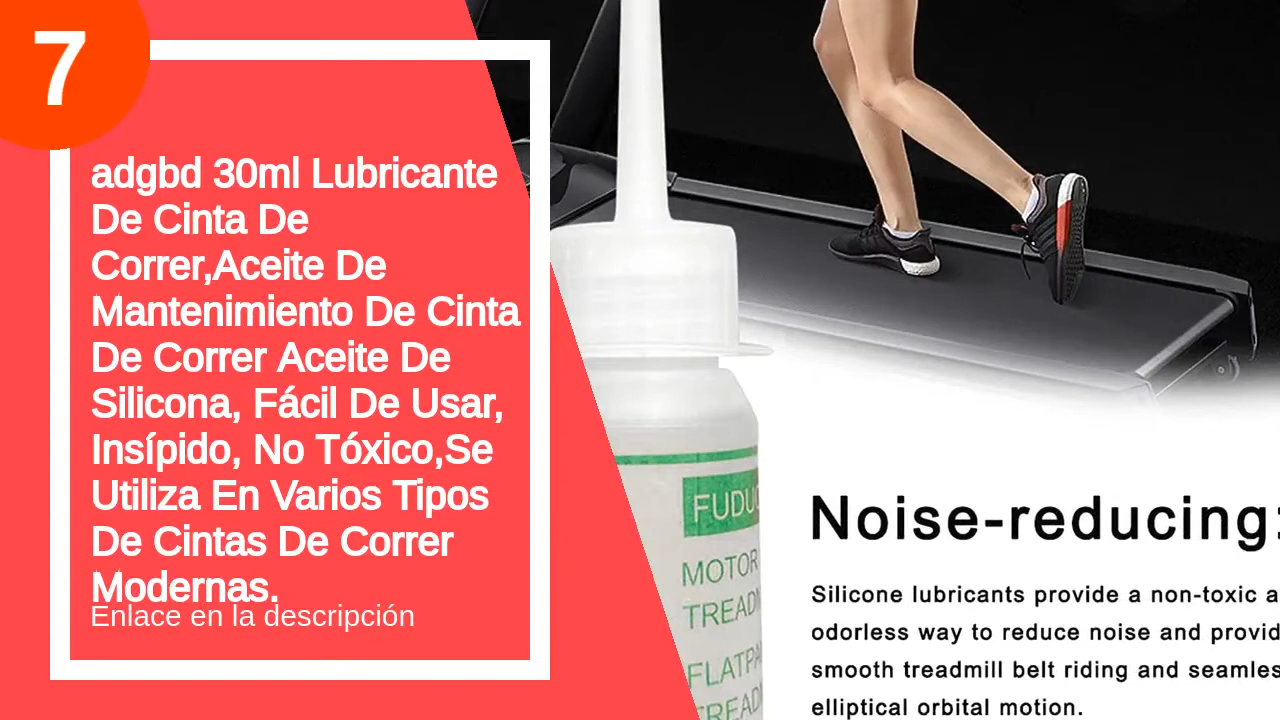 7
adgbd 30ml Lubricante
De Cinta De
Correr,Aceite De
Mantenimiento De Cinta
De Correr Aceite De
Silicona, Fácil De Usar,
Insípido, No Tóxico,Se
Utiliza En Varios Tipos
De Cintas De Correr
Modernas.
Enlace en la descripción
MOTOR
Noise-reducing:
Silicone lubricants provide a non-toxic
odorless way to reduce noise and
smooth treadmill belt riding and
elliptical orbital motion.